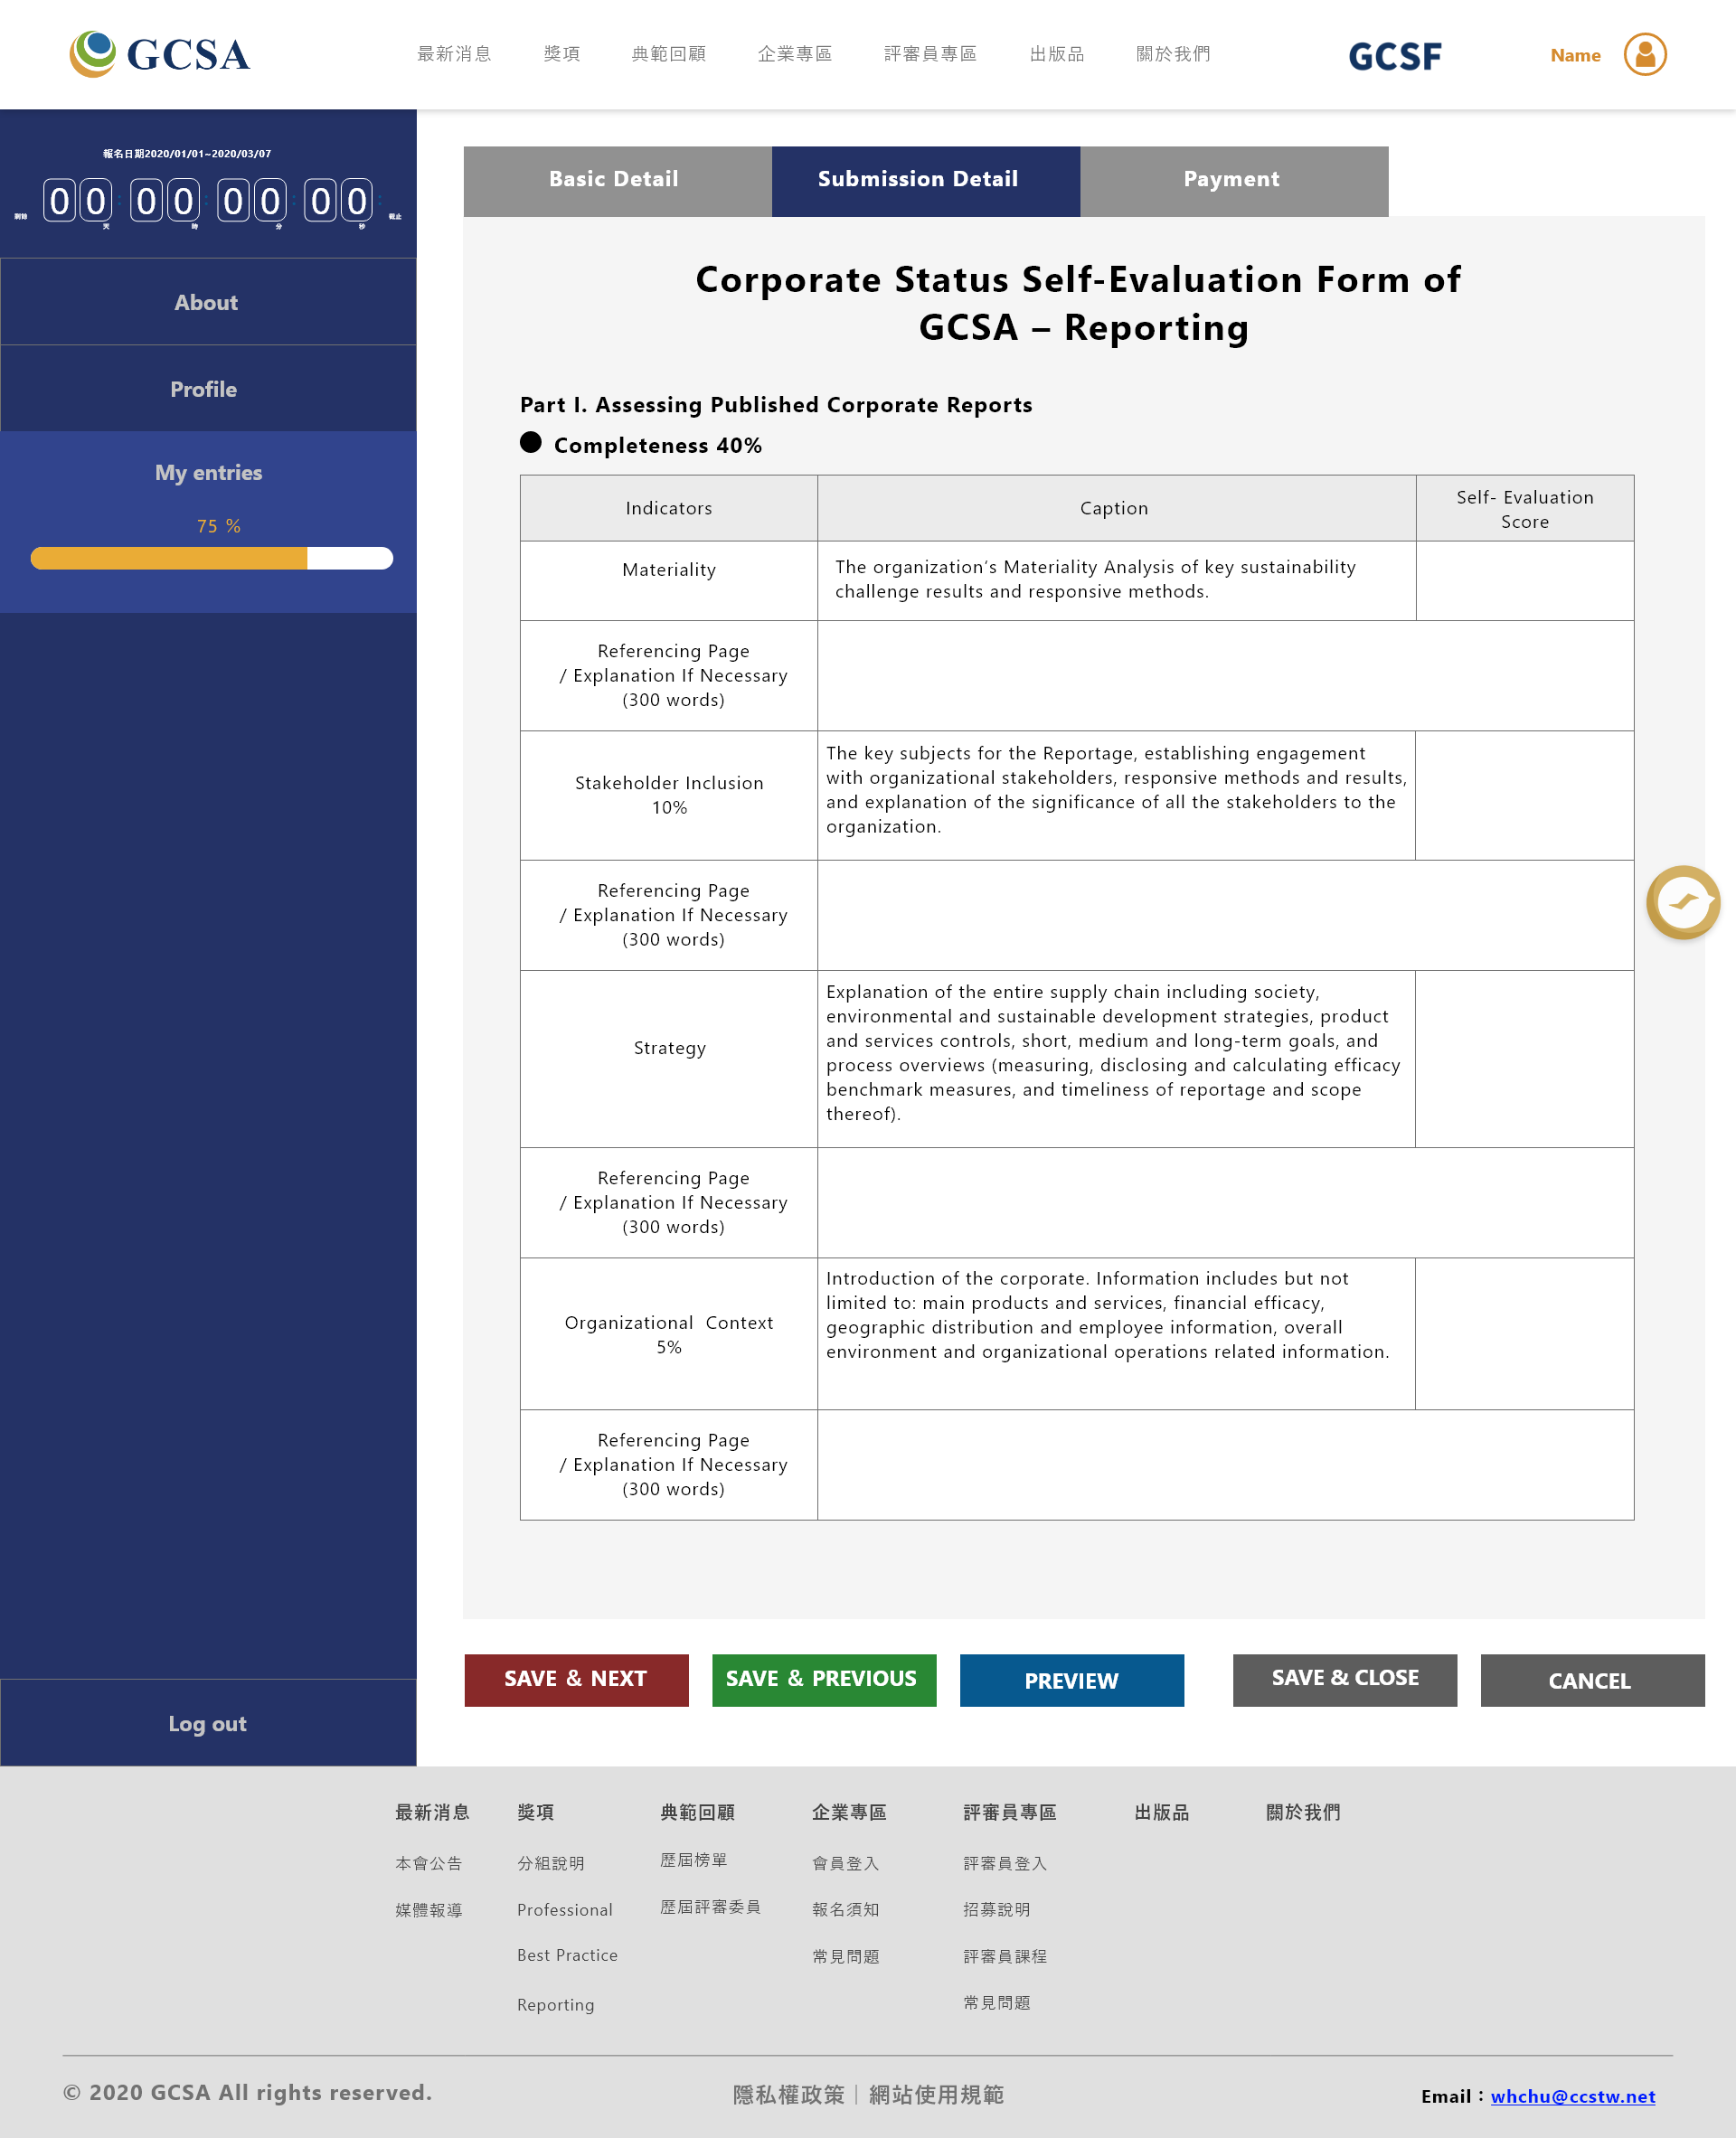 GCSA
最新消息 獎項 典範回顧 企業專區 評審員專區 出版品 關於我們
GCSF
Name
報名日期2020/01/01~2020/03/07
剩餘 00 : 00 : 00 : 00 : 截止
天 時 分 秒
About
Profile
My entries
75 %
Log out
Basic Detail
Submission Detail
Payment
Corporate Status Self-Evaluation Form of
GCSA – Reporting
Part I. Assessing Published Corporate Reports
● Completeness 40%
Indicators
Caption
Self- Evaluation
Score
Materiality
The organization’s Materiality Analysis of key sustainability
challenge results and responsive methods.
Referencing Page
/ Explanation If Necessary
(300 words)
Stakeholder Inclusion
10%
The key subjects for the Reportage, establishing engagement
with organizational stakeholders, responsive methods and results,
and explanation of the significance of all the stakeholders to the
organization.
Referencing Page
/ Explanation If Necessary
(300 words)
Strategy
Explanation of the entire supply chain including society,
environmental and sustainable development strategies, product
and services controls, short, medium and long-term goals, and
process overviews (measuring, disclosing and calculating efficacy
benchmark measures, and timeliness of reportage and scope
thereof).
Referencing Page
/ Explanation If Necessary
(300 words)
Organizational Context
5%
Introduction of the corporate. Information includes but not
limited to: main products and services, financial efficacy,
geographic distribution and employee information, overall
environment and organizational operations related information.
Referencing Page
/ Explanation If Necessary
(300 words)
SAVE & NEXT
SAVE & PREVIOUS
PREVIEW
SAVE & CLOSE
CANCEL
最新消息
本會公告
媒體報導
獎項
分組說明
Professional
Best Practice
Reporting
典範回顧
歷屆榜單
歷屆評審委員
企業專區
會員登入
報名須知
常見問題
評審員專區
評審員登入
招募說明
評審員課程
常見問題
出版品
關於我們
© 2020 GCSA All rights reserved.
隱私權政策｜網站使用規範
Email：whchu@ccstw.net